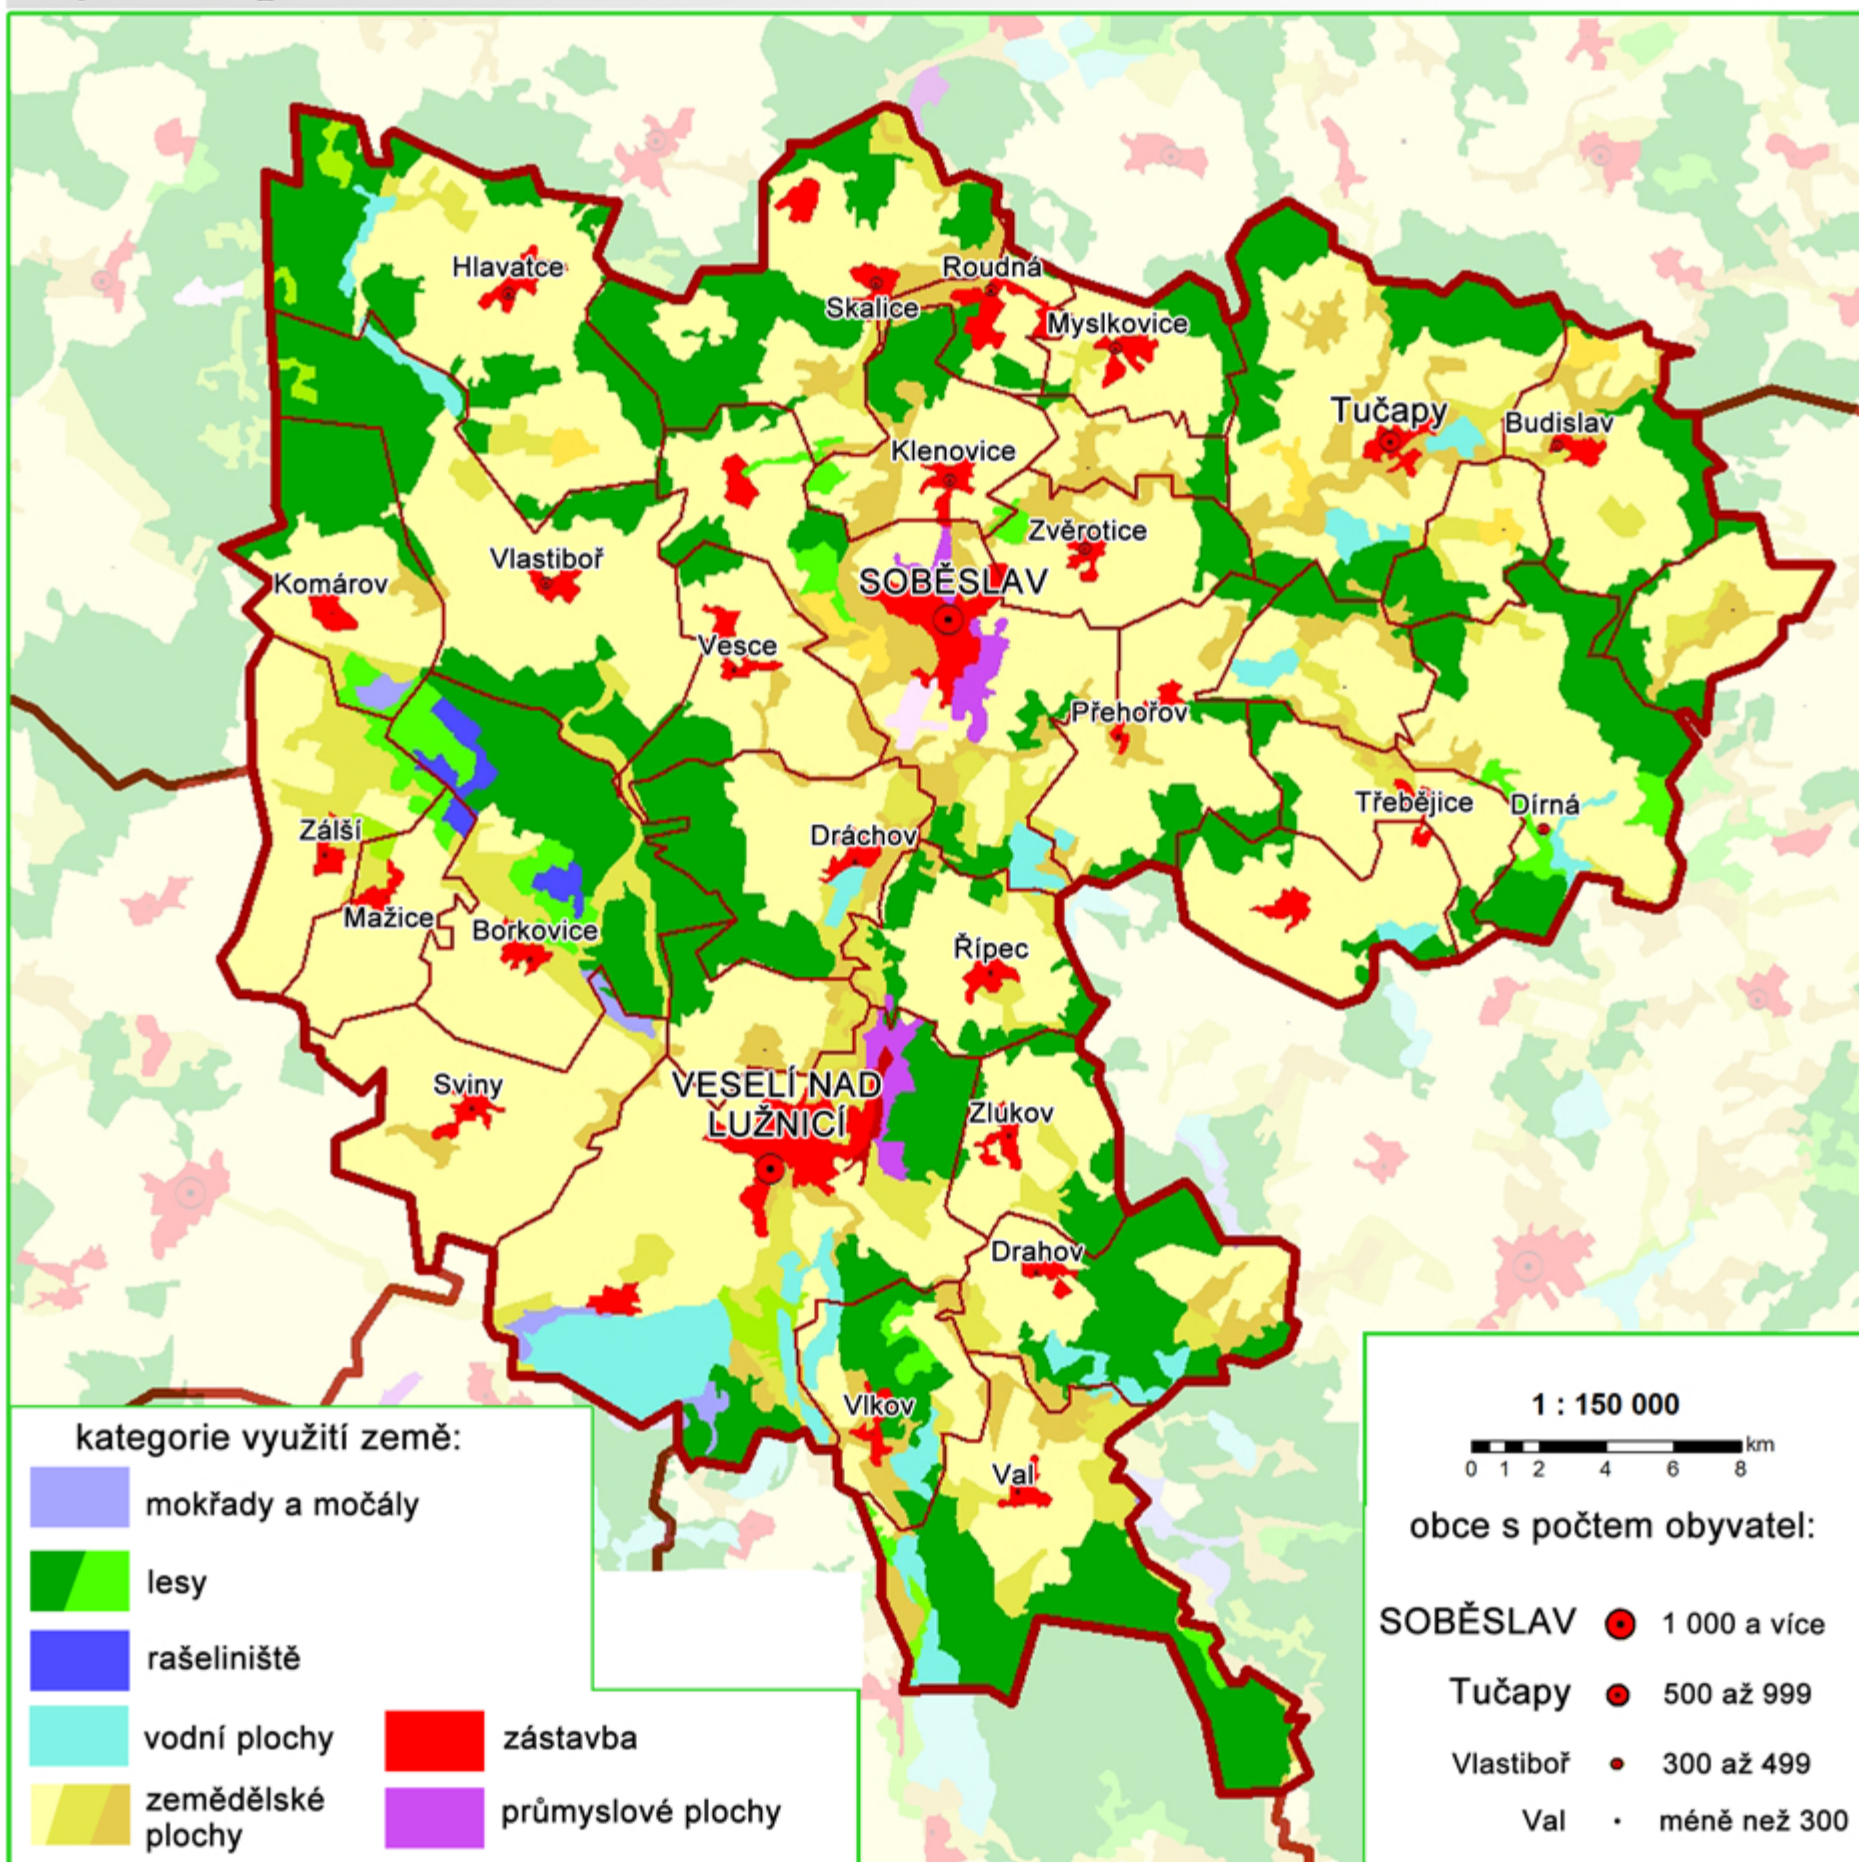 Hlavatce
Roudná
Skalice
Myslkovice
Tučapy
Budislav
Klenovice
Zvěrotice
Vlastiboř
Komárov
SOBĚSLAV
Vesce
Přehořov
Třebějice
Dírná
Zálší
Dráchov
Mažice
Borkovice
Řípec
Sviny
VESELÍ NAD
LUŽNICÍ
Zlukov
Drahov
Vlkov
Val
kategorie využití země:
mokřady a močály
lesy
rašeliniště
vodní plochy
zemědělské
plochy
zástavba
průmyslové plochy
1 : 150 000
km
0 1 2 4 6 8
obce s počtem obyvatel:
SOBĚSLAV 1 000 a více
Tučapy 500 až 999
Vlastiboř 300 až 499
Val méně než 300